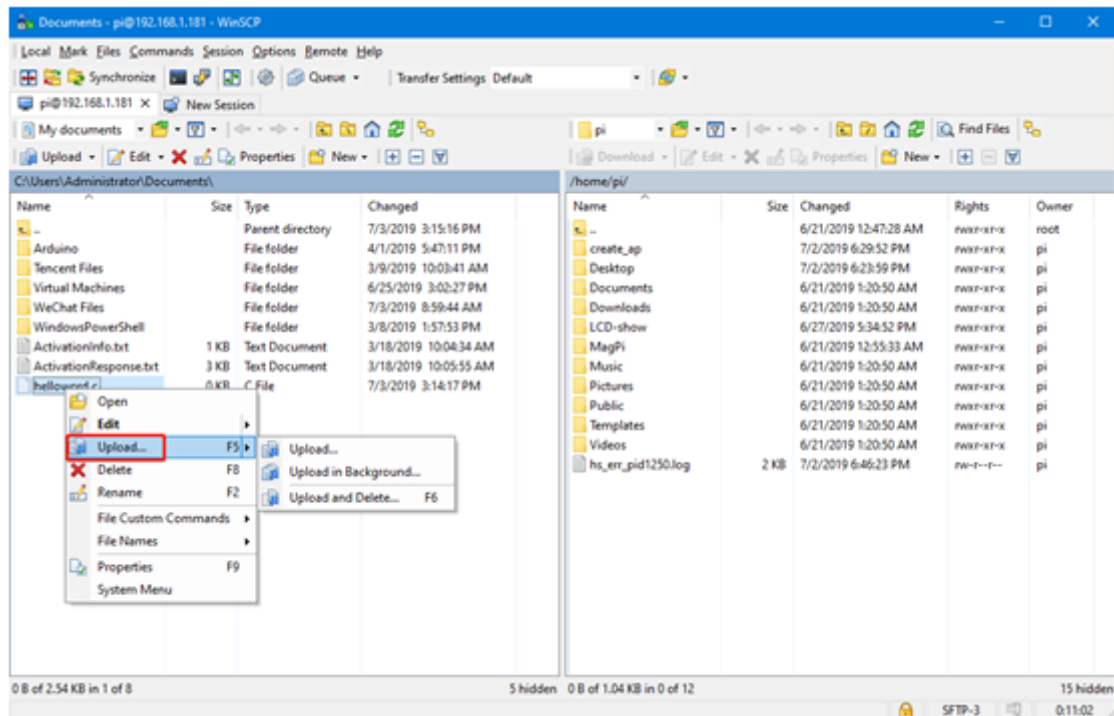 Documents - pi@192.168.1.181 - WinSCP
Local Mark Files Commands Session Options Remote Help
Synchronize Queue Transfer Settings Default
pi@192.168.1.181 New Session
My documents
Upload Edit Properties New
C:\Users\Administrator\Documents\
Name Size Type Changed
.. Parent directory 7/3/2019 3:15:16 PM
Arduino File folder 4/1/2019 5:47:11 PM
Tencent Files File folder 3/9/2019 10:03:41 AM
Virtual Machines File folder 6/25/2019 3:02:27 PM
WeChat Files File folder 7/3/2019 8:59:44 AM
WindowsPowerShell File folder 3/8/2019 1:57:53 PM
ActivationInfo.txt 1 KB Text Document 3/18/2019 10:04:34 AM
ActivationResponse.txt 3 KB Text Document 3/18/2019 10:05:55 AM
helloword.c 0 KB C File 7/3/2019 3:14:17 PM
Open
Edit
Upload... F5
Delete F8
Rename F2
File Custom Commands
File Names
Properties F9
System Menu
Upload...
Upload in Background...
Upload and Delete... F6
0 B of 2.54 KB in 1 of 8 5 hidden
pi Find Files
Download Edit Properties New
/home/pi/
Name Size Changed Rights Owner
.. 6/21/2019 12:47:28 AM rwxr-xr-x root
create_ap 7/2/2019 6:29:52 PM rwxr-xr-x pi
Desktop 7/2/2019 6:23:59 PM rwxr-xr-x pi
Documents 6/21/2019 1:20:50 AM rwxr-xr-x pi
Downloads 6/21/2019 1:20:50 AM rwxr-xr-x pi
LCD-show 6/27/2019 5:34:52 PM rwxr-xr-x pi
MagPi 6/21/2019 12:55:33 AM rwxr-xr-x pi
Music 6/21/2019 1:20:50 AM rwxr-xr-x pi
Pictures 6/21/2019 1:20:50 AM rwxr-xr-x pi
Public 6/21/2019 1:20:50 AM rwxr-xr-x pi
Templates 6/21/2019 1:20:50 AM rwxr-xr-x pi
Videos 6/21/2019 1:20:50 AM rwxr-xr-x pi
hs_err_pid1250.log 2 KB 7/2/2019 6:46:23 PM rw-r--r-- pi
0 B of 1.04 KB in 0 of 12 15 hidden
SFTP-3 0:11:02